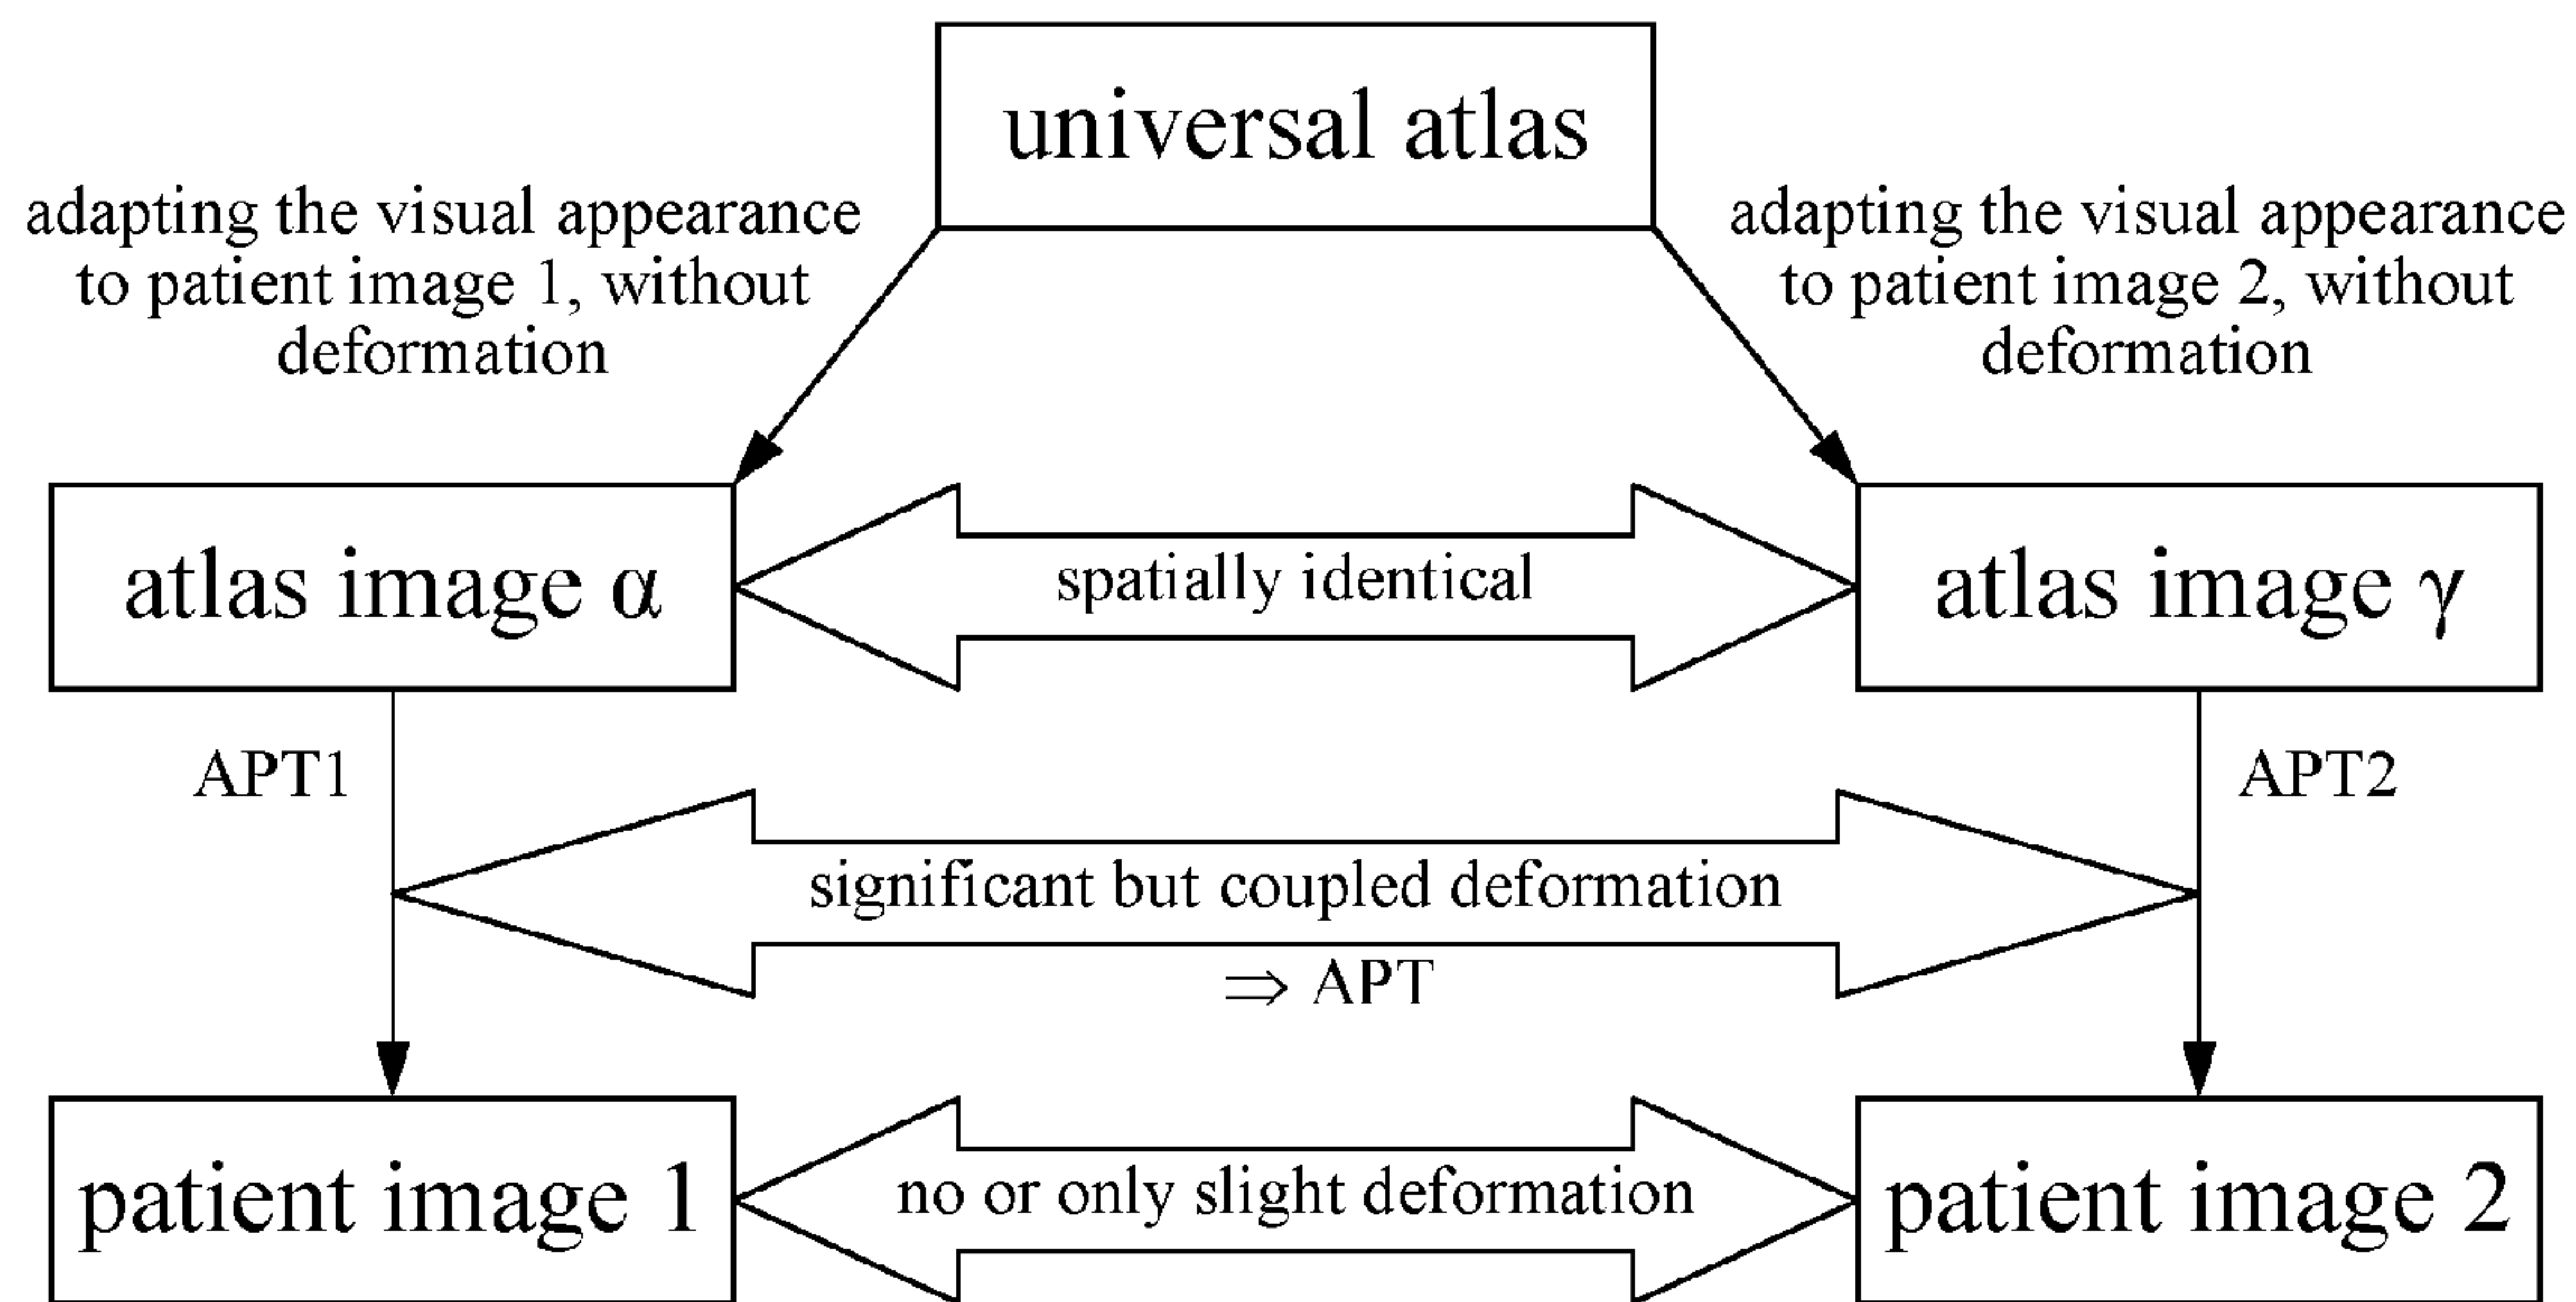 universal atlas
adapting the visual appearance
to patient image 1, without
deformation
adapting the visual appearance
to patient image 2, without
deformation
atlas image α
spatially identical
atlas image γ
APT1
APT2
significant but coupled deformation
⇒ APT
patient image 1
no or only slight deformation
patient image 2